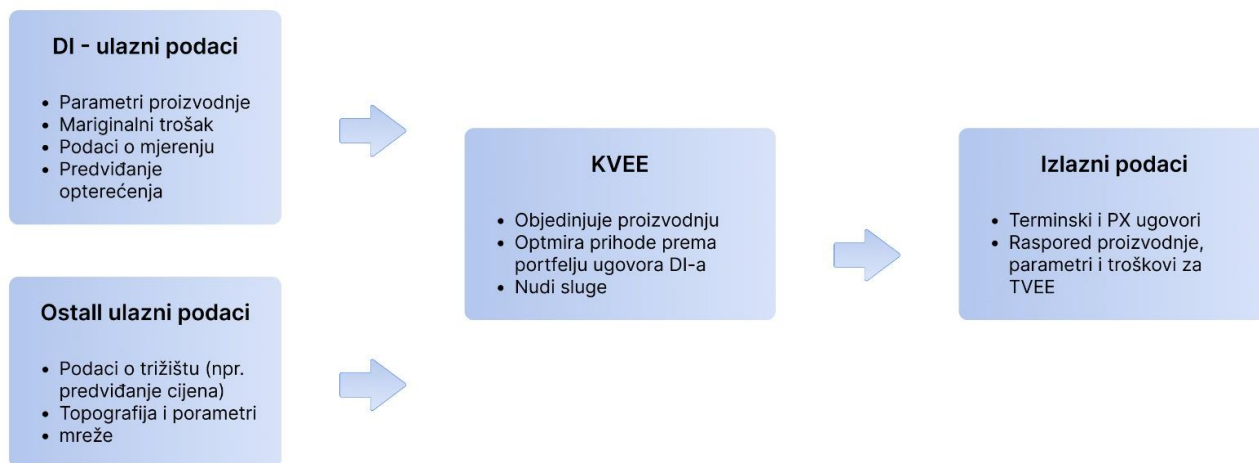 DI - ulazni podaci
• Parametri proizvodnje
• Mariginalni trošak
• Podaci o mjerenju
• Predviđanje
opterećenja
Ostall ulazni podaci
• Podaci o trižištu (npr.
predviđanje cijena)
• Topografija i porametri
• mreže
KVEE
• Objedinjuje proizvodnju
• Optmira prihode prema
portfelju ugovora DI-a
• Nudi sluge
Izlazni podaci
• Terminski i PX ugovori
• Raspored proizvodnje,
parametri i troškovi za
TVEE